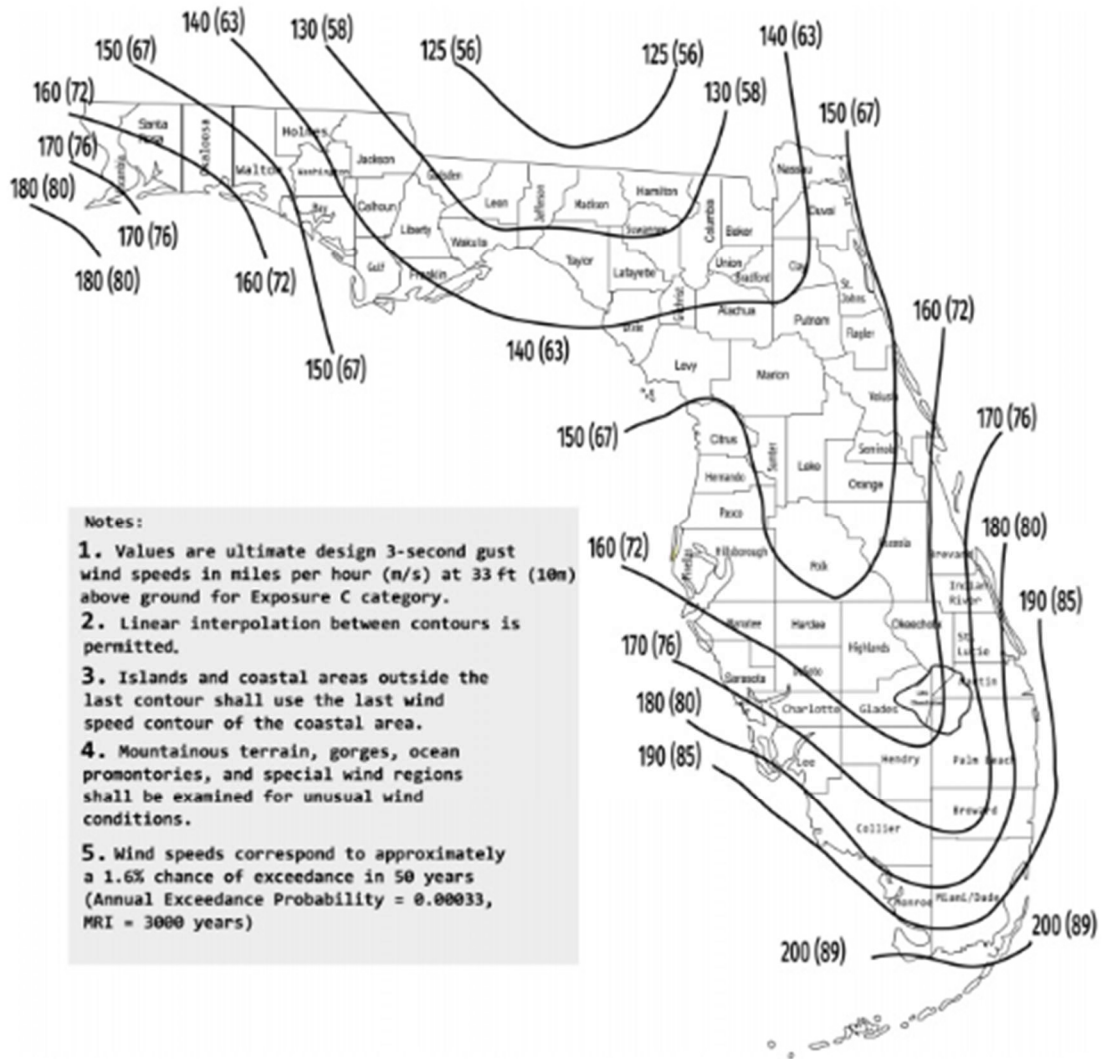 140 (63)
130 (58)
150 (67)
125 (56)
125 (56)
140 (63)
160 (72)
130 (58)
150 (67)
170 (76)
180 (80)
170 (76)
180 (80)
160 (72)
150 (67)
140 (63)
160 (72)
150 (67)
170 (76)
160 (72)
180 (80)
190 (85)
170 (76)
180 (80)
190 (85)
200 (89)
200 (89)
Santa
Rosa
Okaloosa
Walton
Holmes
Washington
Jackson
Bay
Calhoun
Gulf
Liberty
Gadsden
Franklin
Wakulla
Leon
Jefferson
Madison
Taylor
Hamilton
Lafayette
Dixie
Columbia
Gilchrist
Baker
Union
Bradford
Alachua
Nassau
Duval
Clay
St.
Johns
Putnam
Flagler
Levy
Marion
Volusia
Citrus
Sumter
Lake
Seminole
Hernando
Orange
Pasco
Hillsborough
Pinellas
Polk
Brevard
Indian
River
Manatee
Hardee
Highlands
Okeechobee
St.
Lucie
Sarasota
Martin
Charlotte
Glades
Lee
Hendry
Palm Beach
Collier
Broward
Monroe
Miami/Dade
Notes:
1. Values are ultimate design 3-second gust
wind speeds in miles per hour (m/s) at 33 ft (10m)
above ground for Exposure C category.
2. Linear interpolation between contours is
permitted.
3. Islands and coastal areas outside the
last contour shall use the last wind
speed contour of the coastal area.
4. Mountainous terrain, gorges, ocean
promontories, and special wind regions
shall be examined for unusual wind
conditions.
5. Wind speeds correspond to approximately
a 1.6% chance of exceedance in 50 years
(Annual Exceedance Probability = 0.00033,
MRI = 3000 years)